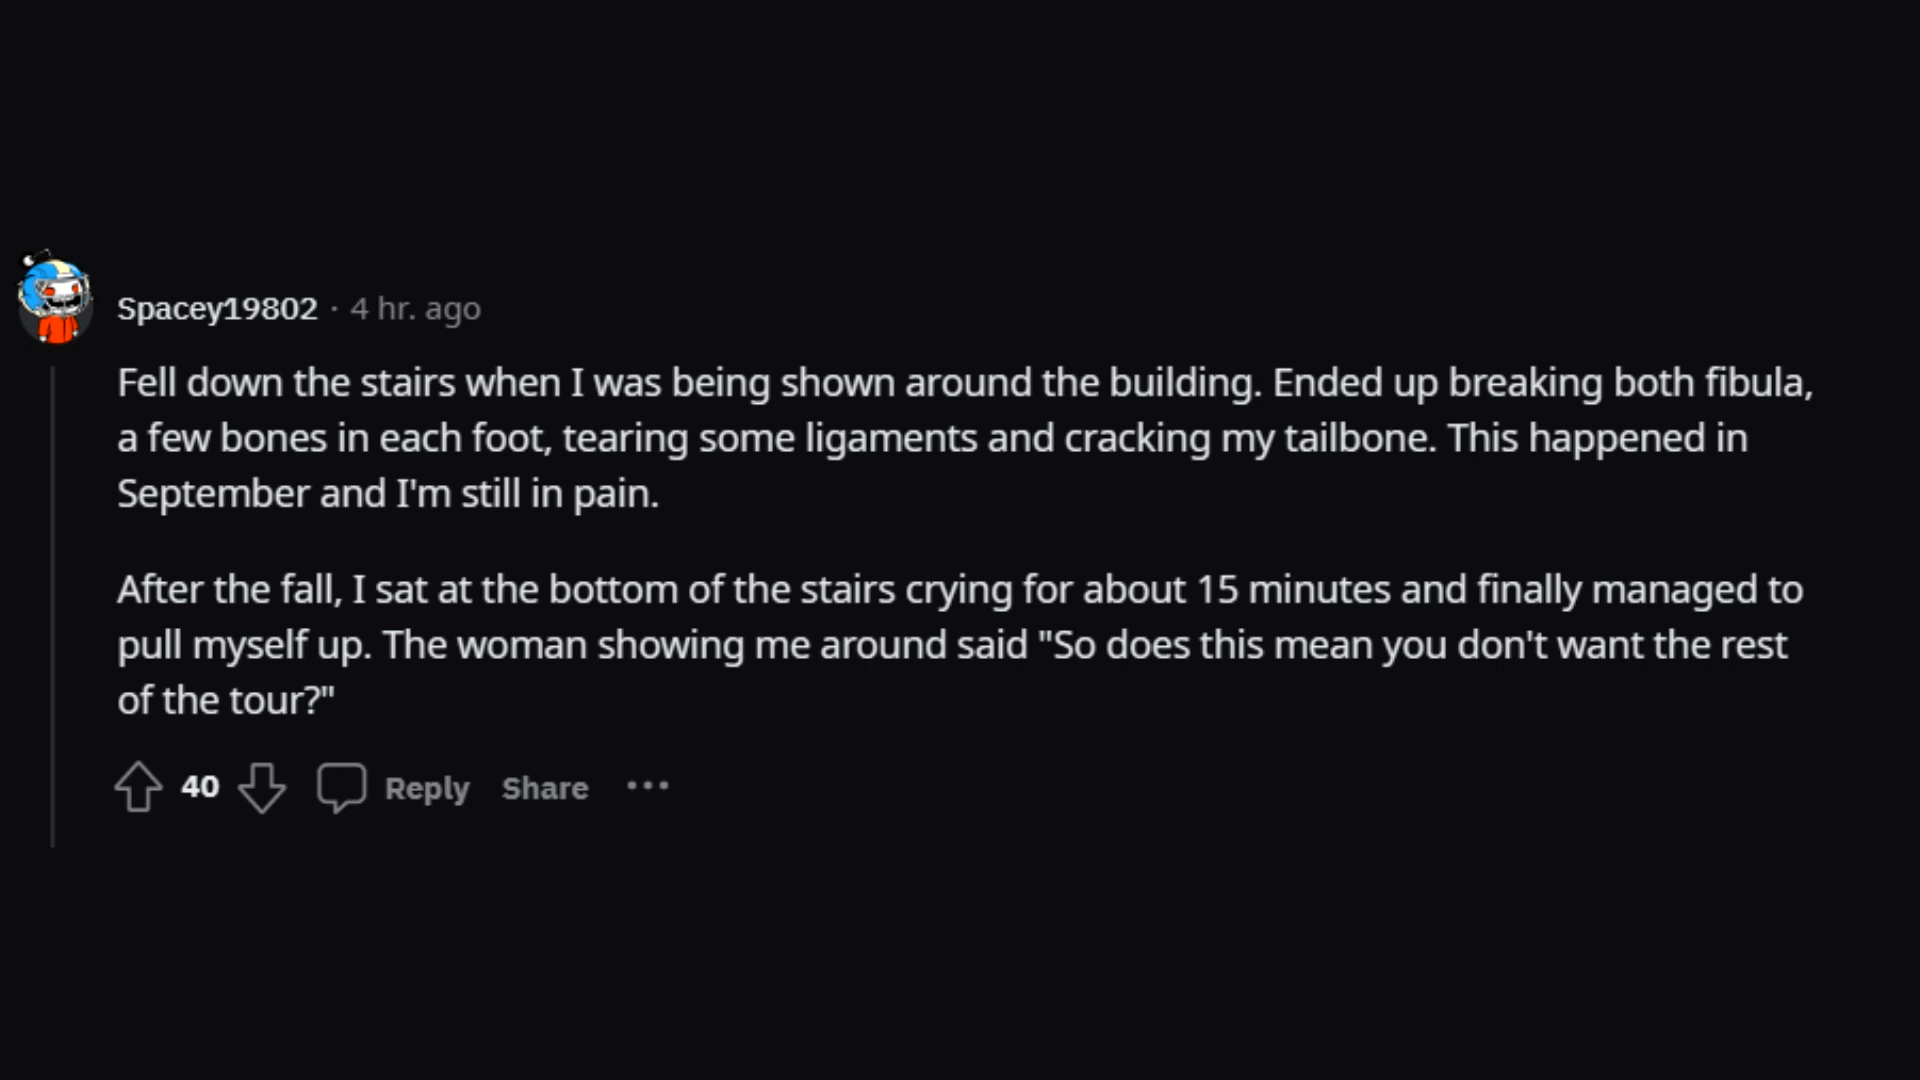 Spacey19802 · 4 hr. ago
Fell down the stairs when I was being shown around the building. Ended up breaking both fibula,
a few bones in each foot, tearing some ligaments and cracking my tailbone. This happened in
September and I'm still in pain.
After the fall, I sat at the bottom of the stairs crying for about 15 minutes and finally managed to
pull myself up. The woman showing me around said "So does this mean you don't want the rest
of the tour?"
40 Reply Share ···